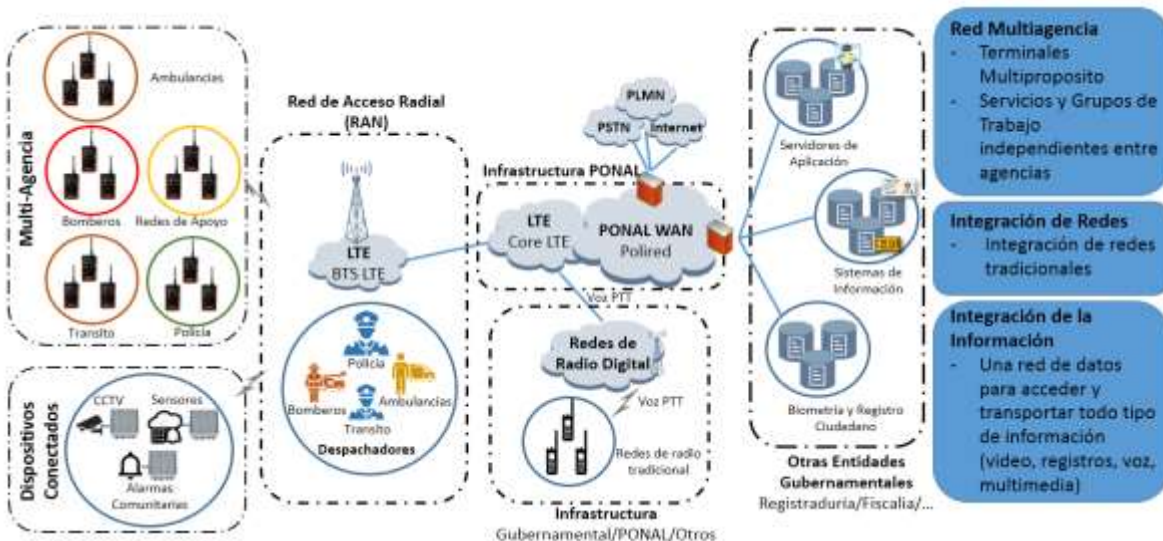 Multi-Agencia
Ambulancias
Bomberos
Redes de Apoyo
Transito
Policía
Dispositivos
Conectados
CCTV
Sensores
Alarmas
Comunitarias
Red de Acceso Radial
(RAN)
LTE
BTS LTE
Policía
Bomberos
Ambulancias
Transito
Despachadores
PLMN
PSTN
Internet
Infrastructura PONAL
LTE
Core LTE
PONAL WAN
Polired
Voz PTT
Redes de
Radio Digital
Voz PTT
Redes de radio
tradicional
Infrastructura
Gubernamental/PONAL/Otros
Servidores de
Aplicación
Sistemas de
Información
Biometría y Registro
Ciudadano
Otras Entidades
Gubernamentales
Registraduría/Fiscalia/...
Red Multiagencia
- Terminales
Multiproposito
- Servicios y Grupos de
Trabajo
independientes entre
agencias
Integración de Redes
- Integración de redes
tradicionales
Integración de la
Información
- Una red de datos
para acceder y
transportar todo tipo
de información
(video, registros, voz,
multimedia)